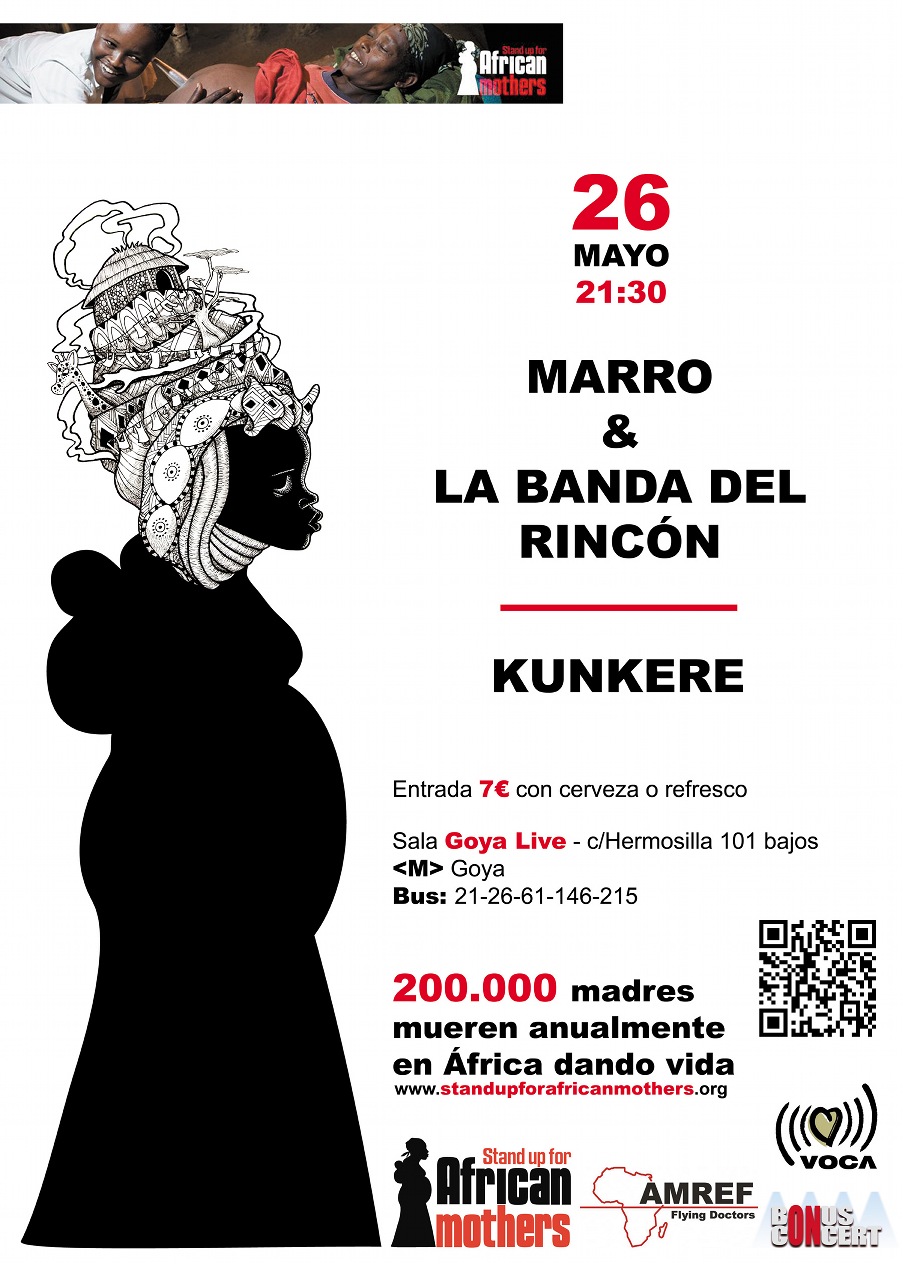 Stand up for
African
mothers
26
MAYO
21:30
MARRO
&
LA BANDA DEL
RINCÓN
KUNKERE
Entrada 7€ con cerveza o refresco
Sala Goya Live - c/Hermosilla 101 bajos
<M> Goya
Bus: 21-26-61-146-215
200.000 madres
mueren anualmente
en África dando vida
www.standupforafricanmothers.org
VOCA
Stand up for
African
mothers
AMREF
Flying Doctors
BONUS
CONCERT